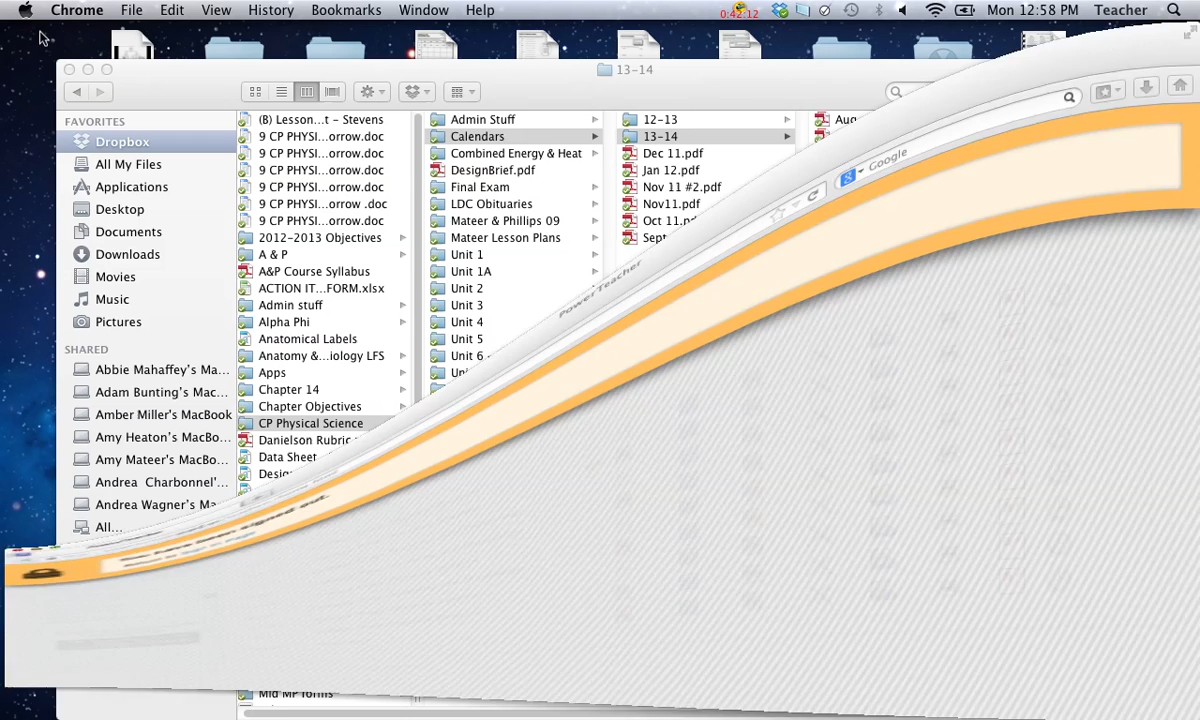 Chrome File Edit View History Bookmarks Window Help 0:42:12 Mon 12:58 PM Teacher
13-14
FAVORITES
Dropbox
All My Files
Applications
Desktop
Documents
Downloads
Movies
Music
Pictures
SHARED
Abbie Mahaffey's Ma...
Adam Bunting's Mac...
Amber Miller's MacBook
Amy Heaton's MacBo...
Amy Mateer's MacBo...
Andrea Charbonnel'...
Andrea Wagner's Ma
All...
(B) Lesson...t - Stevens
9 CP PHYSI...orrow.doc
9 CP PHYSI...orrow.doc
9 CP PHYSI...orrow.doc
9 CP PHYSI...orrow.doc
9 CP PHYSI...orrow .doc
9 CP PHYSI...orrow.doc
2012-2013 Objectives
A & P
A&P Course Syllabus
ACTION IT...FORM.xlsx
Admin stuff
Alpha Phi
Anatomical Labels
Anatomy &...iology LFS
Apps
Chapter 14
Chapter Objectives
CP Physical Science
Danielson Rubric
Data Sheet
Desig
Mid MP forms
Admin Stuff
Calendars
Combined Energy & Heat
DesignBrief.pdf
Final Exam
LDC Obituaries
Mateer & Phillips 09
Mateer Lesson Plans
Unit 1
Unit 1A
Unit 2
Unit 3
Unit 4
Unit 5
Unit 6
Un
12-13
13-14
Dec 11.pdf
Jan 12.pdf
Nov 11 #2.pdf
Nov11.pdf
Oct 11.pd
Sept
Aug
Google
PowerTeacher